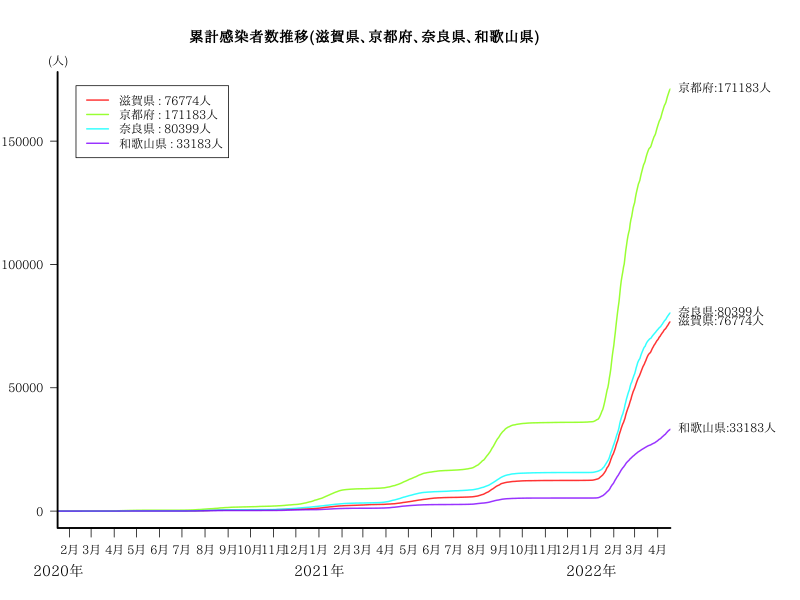 累計感染者数推移(滋賀県、京都府、奈良県、和歌山県)
(人)
滋賀県 : 76774人
京都府 : 171183人
奈良県 : 80399人
和歌山県 : 33183人
京都府:171183人
150000
100000
奈良県:80399人
滋賀県:76774人
50000
和歌山県:33183人
0
2月 3月 4月 5月 6月 7月 8月 9月 10月 11月 12月 1月 2月 3月 4月 5月 6月 7月 8月 9月 10月 11月 12月 1月 2月 3月 4月
2020年 2021年 2022年